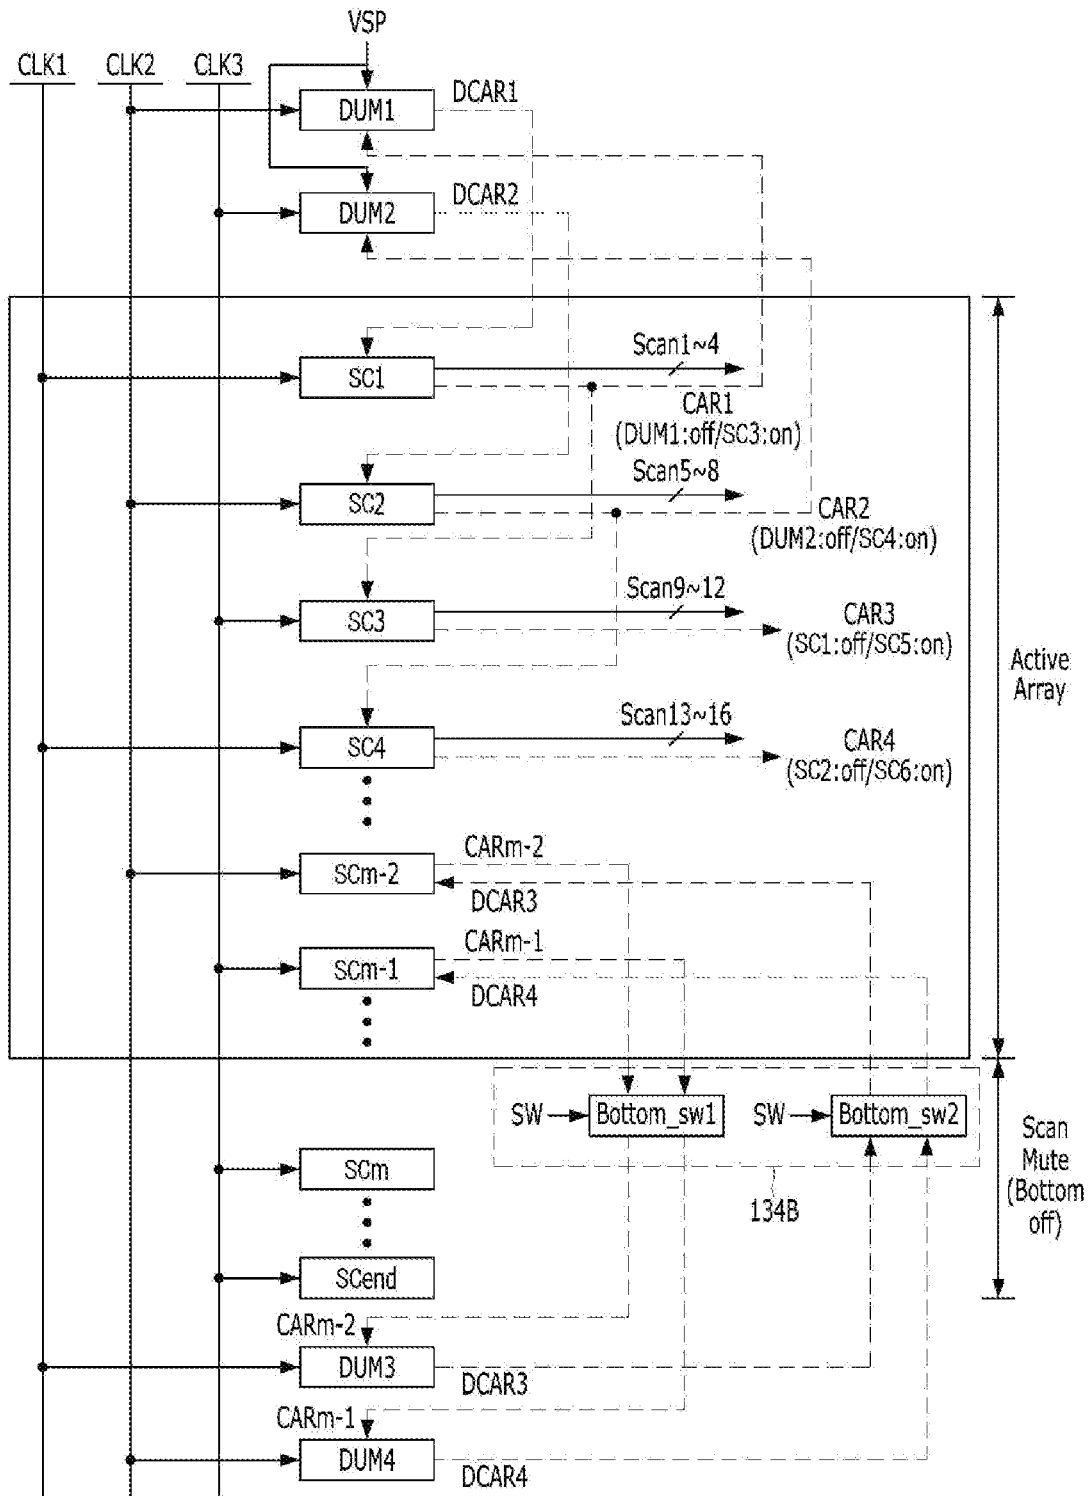 VSP
CLK1
CLK2
CLK3
DCAR1
DUM1
DCAR2
DUM2
Scan1~4
SC1
CAR1
(DUM1:off/SC3:on)
Scan5~8
SC2
CAR2
(DUM2:off/SC4:on)
Scan9~12
SC3
CAR3
(SC1:off/SC5:on)
Active
Array
Scan13~16
SC4
CAR4
(SC2:off/SC6:on)
CARm-2
SCm-2
DCAR3
CARm-1
SCm-1
DCAR4
SW
Bottom_sw1
SW
Bottom_sw2
Scan
Mute
(Bottom
off)
134B
SCm
SCend
CARm-2
DUM3
DCAR3
CARm-1
DUM4
DCAR4